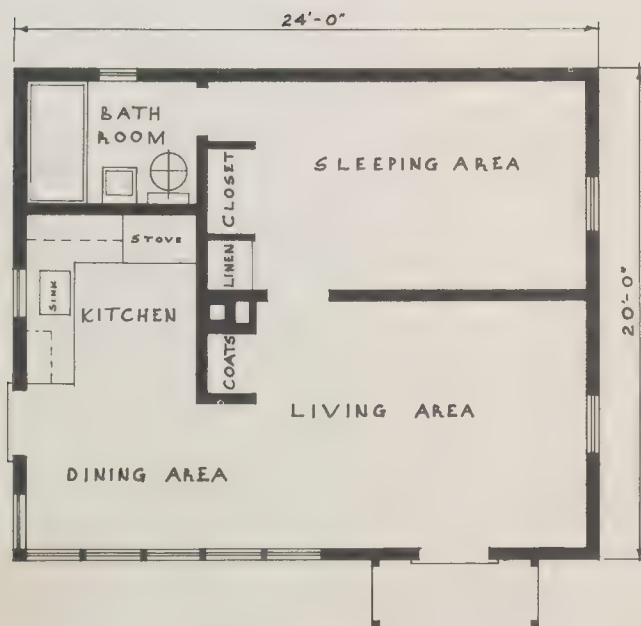 24'-0"
BATH
ROOM
SLEEPING AREA
CLOSET
STOVE
LINEN
SINK
KITCHEN
COATS
20'-0"
LIVING AREA
DINING AREA